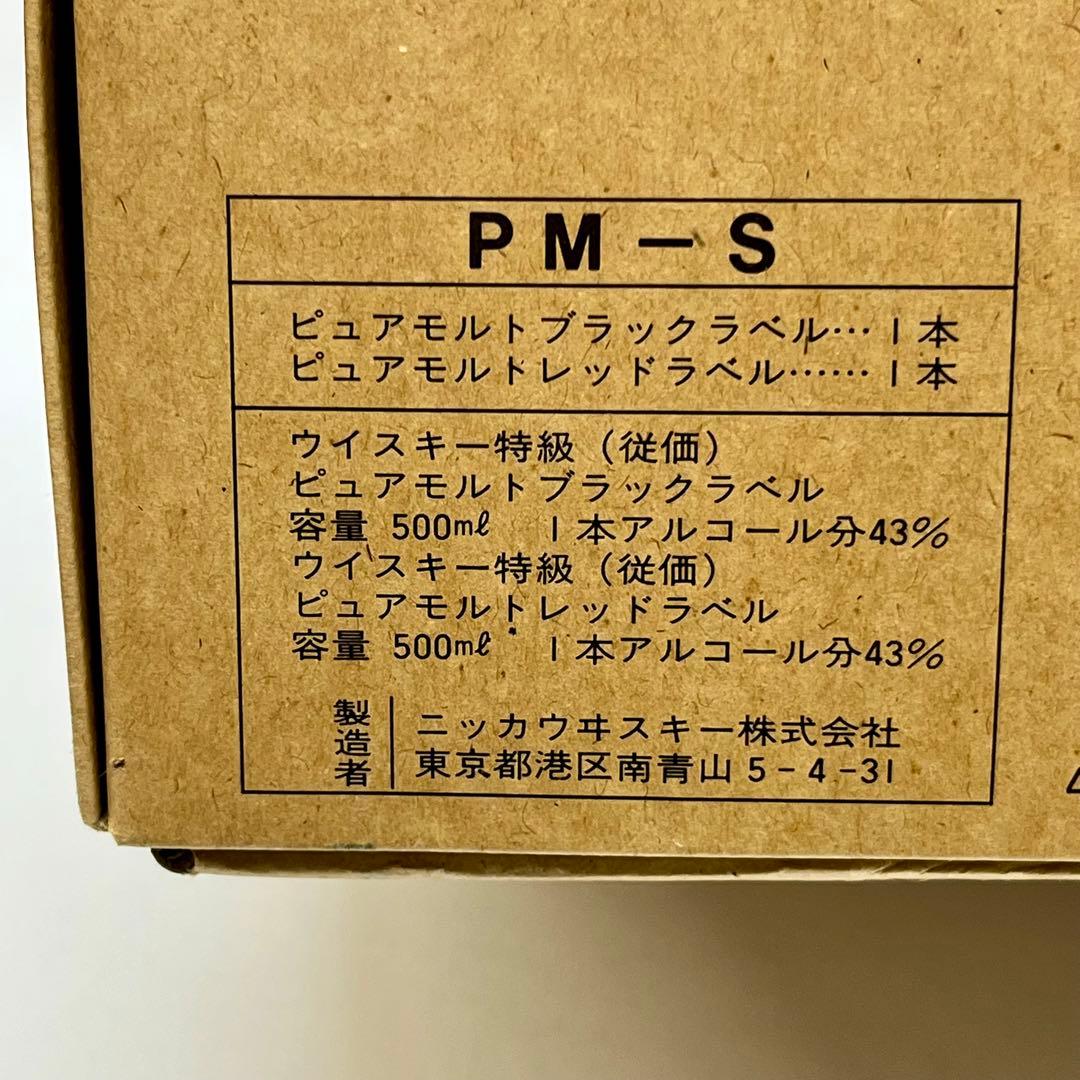 PM－S
ピュアモルトブラックラベル…1本
ピュアモルトレッドラベル……1本
ウイスキー特級（従価）
ピュアモルトブラックラベル
容量 500ml 1本アルコール分43%
ウイスキー特級（従価）
ピュアモルトレッドラベル
容量 500ml 1本アルコール分43%
製造者
ニッカウヰスキー株式会社
東京都港区南青山5-4-31